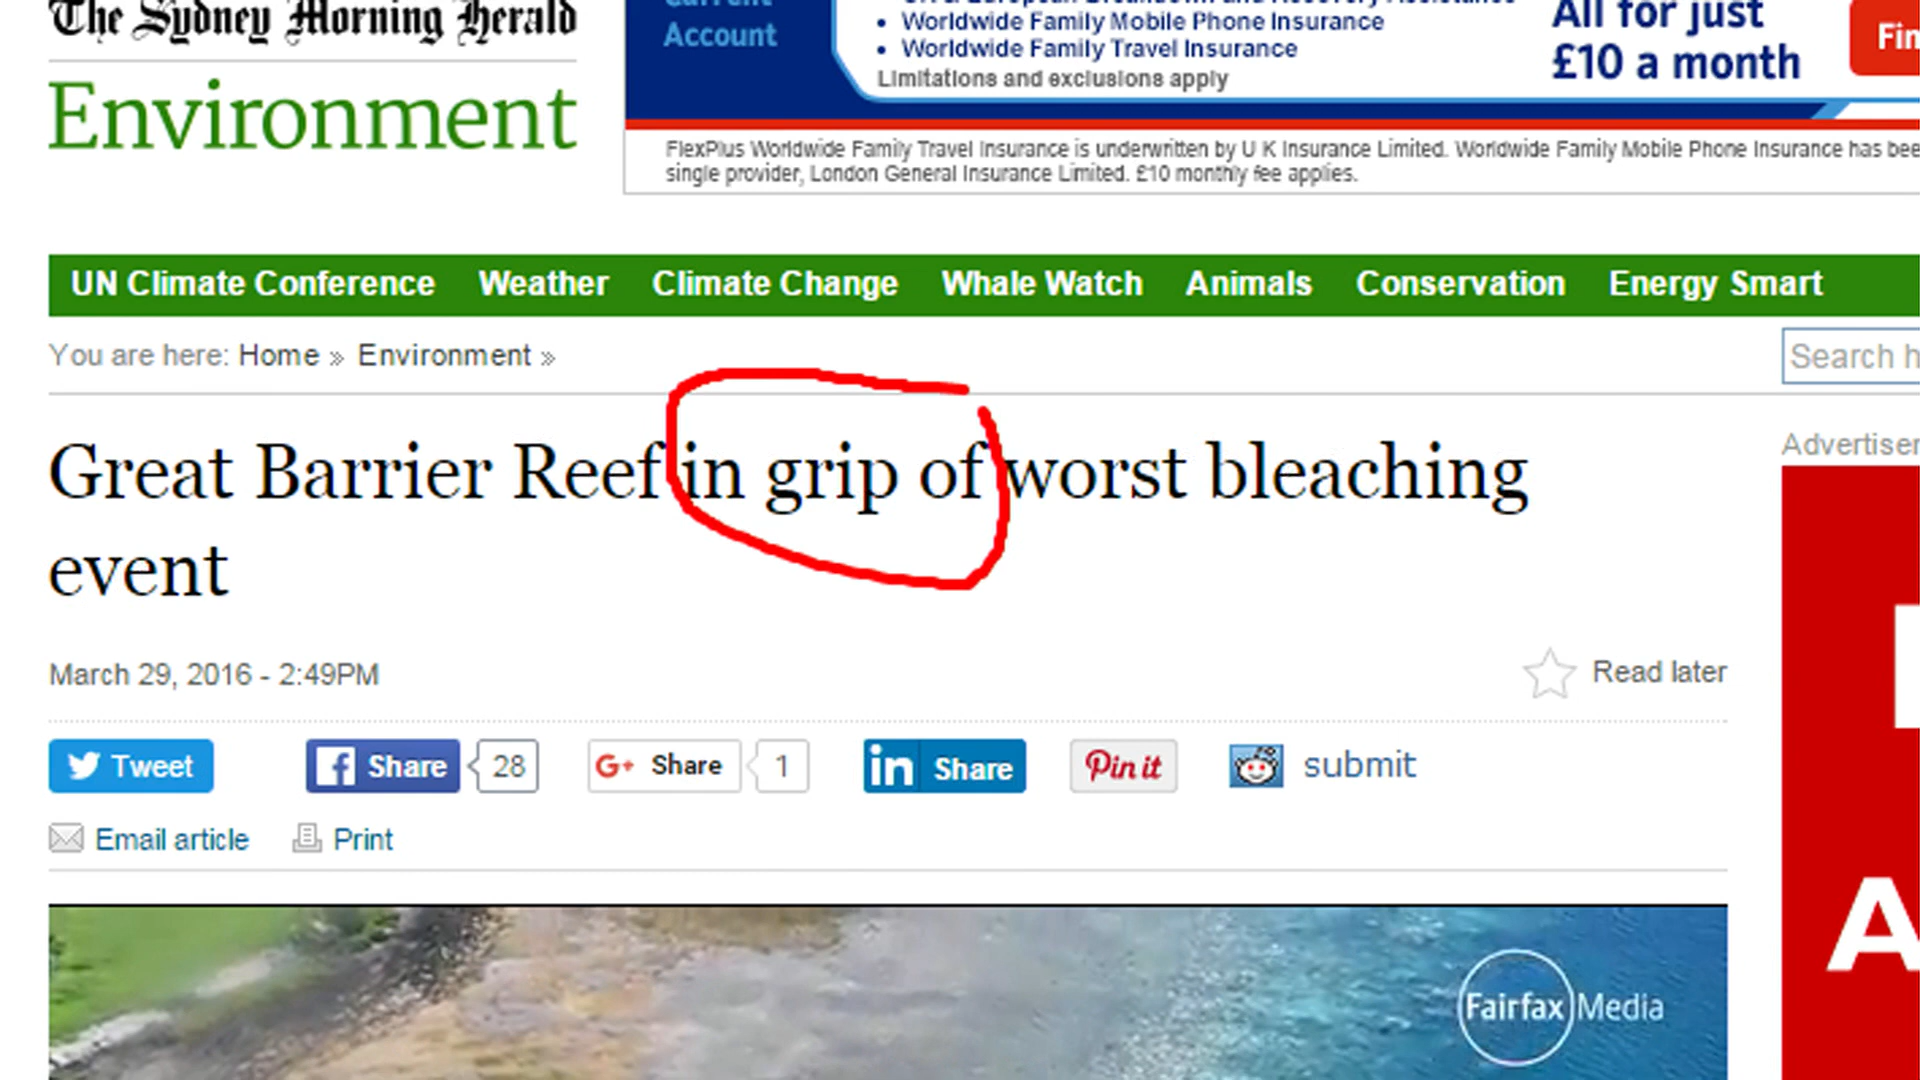 The Sydney Morning Herald
Environment
Account
• Worldwide Family Mobile Phone Insurance
• Worldwide Family Travel Insurance
Limitations and exclusions apply
All for just
£10 a month
Fin
FlexPlus Worldwide Family Travel Insurance is underwritten by U K Insurance Limited. Worldwide Family Mobile Phone Insurance has bee
single provider, London General Insurance Limited. £10 monthly fee applies.
UN Climate Conference Weather Climate Change Whale Watch Animals Conservation Energy Smart
You are here: Home » Environment »
Search h
Great Barrier Reef in grip of worst bleaching
event
Advertiser
March 29, 2016 - 2:49PM
Read later
Tweet
Share 28
G+ Share 1
in Share
Pin it
submit
Email article Print
A
Fairfax Media